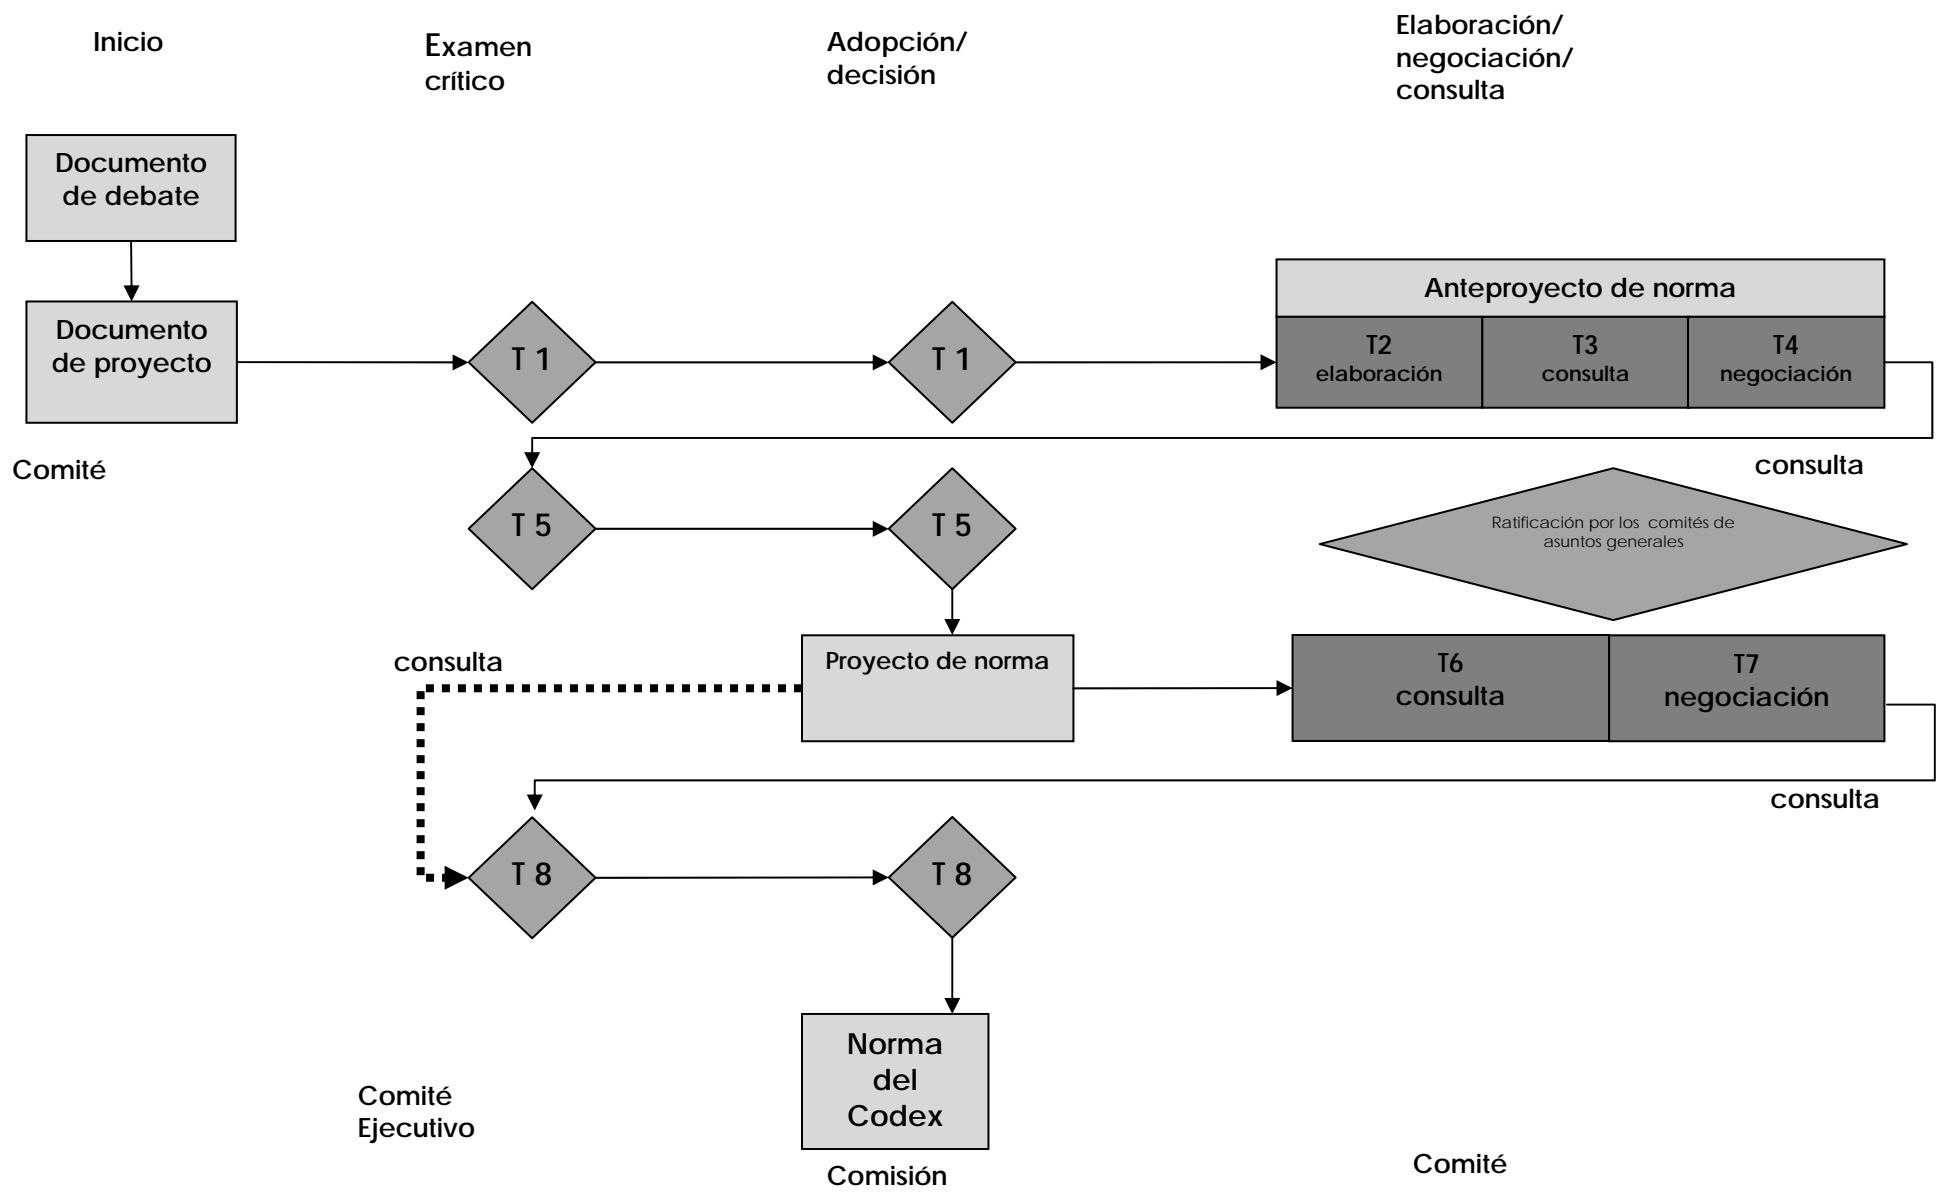 Inicio
Examen
crítico
Adopción/
decisión
Elaboración/
negociación/
consulta
Documento
de debate
Documento
de proyecto
T 1
T 1
Anteproyecto de norma
T2
elaboración
T3
consulta
T4
negociación
Comité
consulta
T 5
T 5
Ratificación por los comités de
asuntos generales
consulta
Proyecto de norma
T6
consulta
T7
negociación
consulta
T 8
T 8
Norma
del
Codex
Comité
Ejecutivo
Comisión
Comité